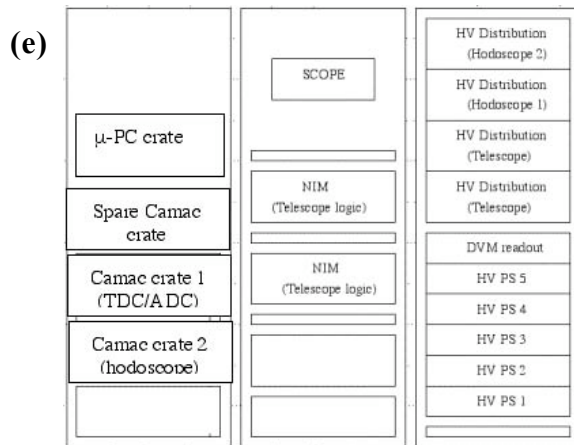 (e)
μ-PC crate
Spare Camac
crate
Camac crate 1
(TDC/ADC)
Camac crate 2
(hodoscope)
SCOPE
NIM
(Telescope logic)
NIM
(Telescope logic)
HV Distribution
(Hodoscope 2)
HV Distribution
(Hodoscope 1)
HV Distribution
(Telescope)
HV Distribution
(Telescope)
DVM readout
HV PS 5
HV PS 4
HV PS 3
HV PS 2
HV PS 1